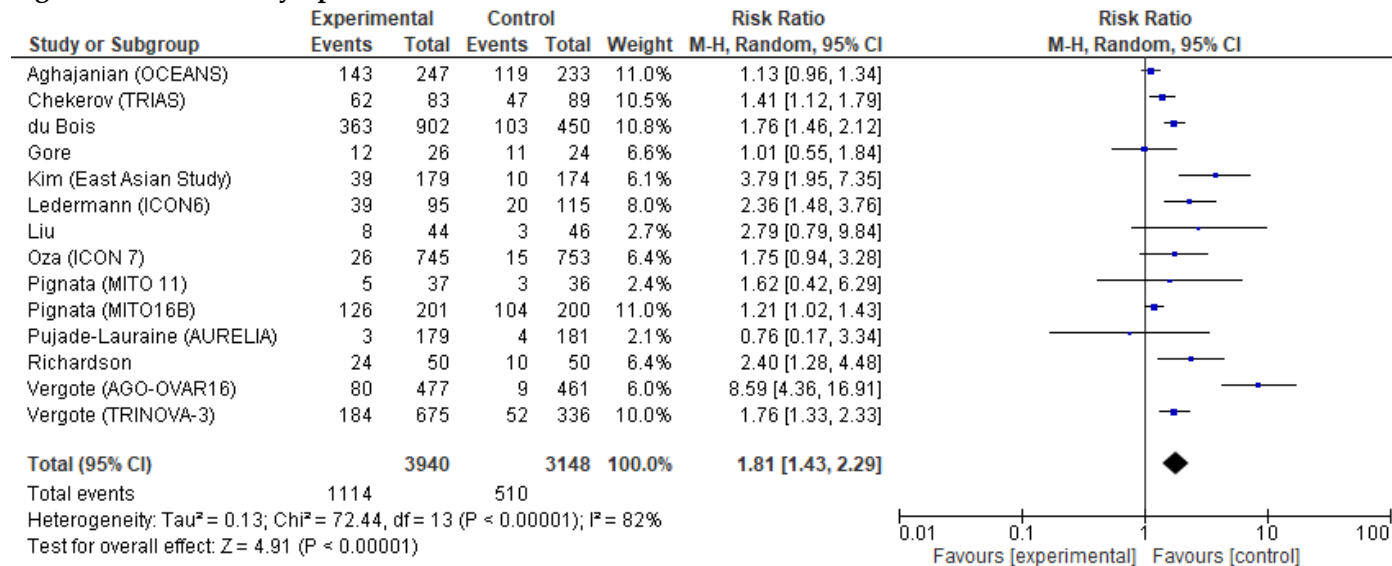 Experimental Control Risk Ratio Risk Ratio
Study or Subgroup Events Total Events Total Weight M-H, Random, 95% CI M-H, Random, 95% CI
Aghajanian (OCEANS) 143 247 119 233 11.0% 1.13 [0.96, 1.34]
Chekerov (TRIAS) 62 83 47 89 10.5% 1.41 [1.12, 1.79]
du Bois 363 902 103 450 10.8% 1.76 [1.46, 2.12]
Gore 12 26 11 24 6.6% 1.01 [0.55, 1.84]
Kim (East Asian Study) 39 179 10 174 6.1% 3.79 [1.95, 7.35]
Ledermann (ICON6) 39 95 20 115 8.0% 2.36 [1.48, 3.76]
Liu 8 44 3 46 2.7% 2.79 [0.79, 9.84]
Oza (ICON 7) 26 745 15 753 6.4% 1.75 [0.94, 3.28]
Pignata (MITO 11) 5 37 3 36 2.4% 1.62 [0.42, 6.29]
Pignata (MITO16B) 126 201 104 200 11.0% 1.21 [1.02, 1.43]
Pujade-Lauraine (AURELIA) 3 179 4 181 2.1% 0.76 [0.17, 3.34]
Richardson 24 50 10 50 6.4% 2.40 [1.28, 4.48]
Vergote (AGO-OVAR16) 80 477 9 461 6.0% 8.59 [4.36, 16.91]
Vergote (TRINOVA-3) 184 675 52 336 10.0% 1.76 [1.33, 2.33]
Total (95% CI) 3940 3148 100.0% 1.81 [1.43, 2.29]
Total events 1114 510
Heterogeneity: Tau² = 0.13; Chi² = 72.44, df = 13 (P < 0.00001); I² = 82%
Test for overall effect: Z = 4.91 (P < 0.00001)
0.01 0.1 1 10 100
Favours [experimental] Favours [control]